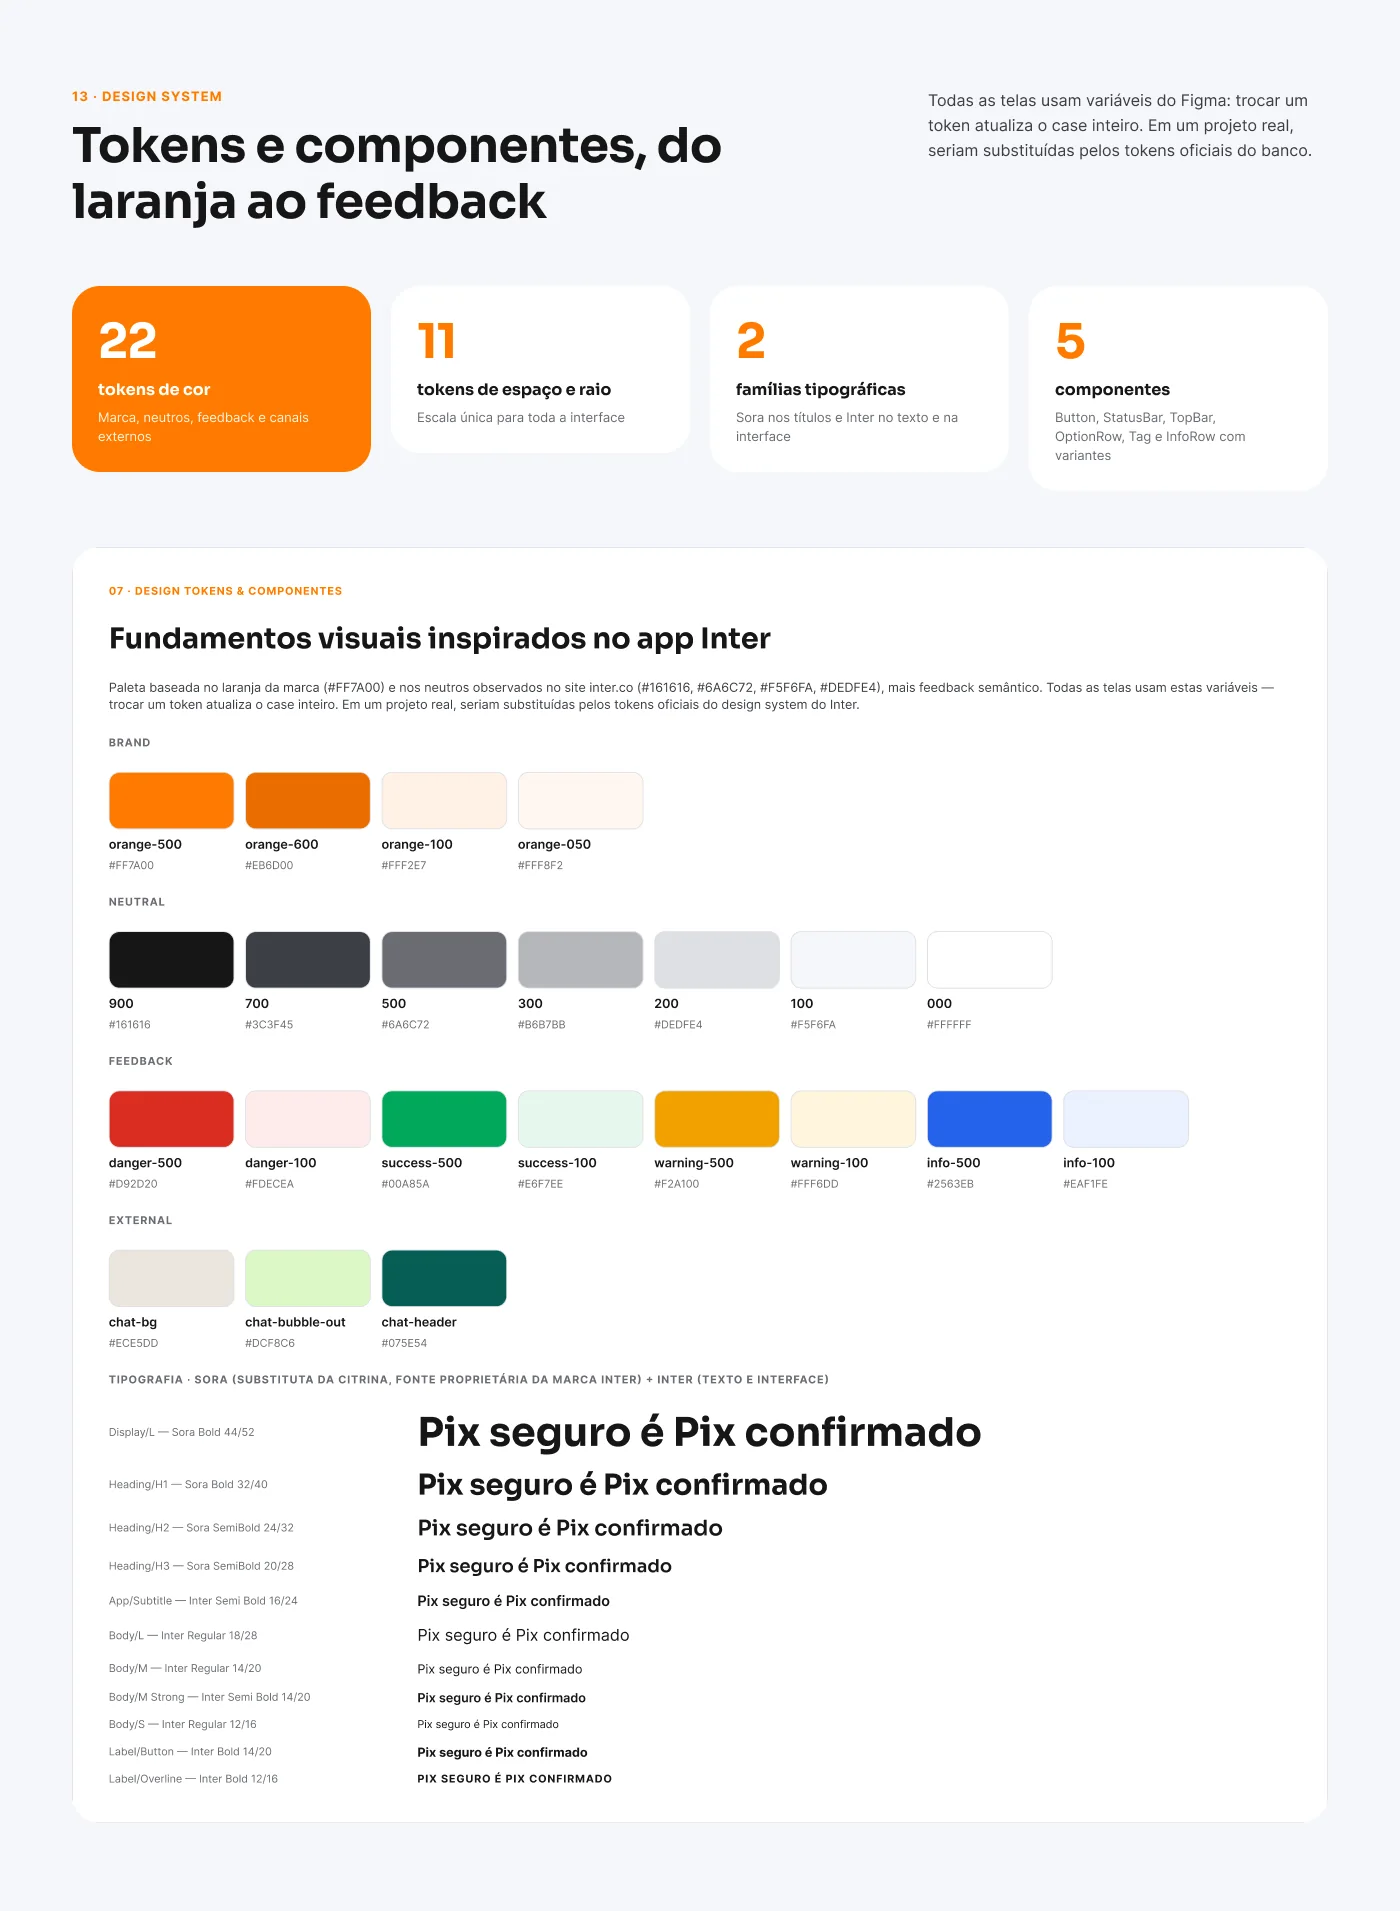 13 · DESIGN SYSTEM
Tokens e componentes, do
laranja ao feedback
Todas as telas usam variáveis do Figma: trocar um
token atualiza o case inteiro. Em um projeto real,
seriam substituídas pelos tokens oficiais do banco.
22
tokens de cor
Marca, neutros, feedback e canais
externos
11
tokens de espaço e raio
Escala única para toda a interface
2
famílias tipográficas
Sora nos títulos e Inter no texto e na
interface
5
componentes
Button, StatusBar, TopBar,
OptionRow, Tag e InfoRow com
variantes
07 · DESIGN TOKENS & COMPONENTES
Fundamentos visuais inspirados no app Inter
Paleta baseada no laranja da marca (#FF7A00) e nos neutros observados no site inter.co (#161616, #6A6C72, #F5F6FA, #DEDFE4), mais feedback semântico. Todas as telas usam estas variáveis —
trocar um token atualiza o case inteiro. Em um projeto real, seriam substituídas pelos tokens oficiais do design system do Inter.
BRAND
orange-500 orange-600 orange-100 orange-050
#FF7A00 #EB6D00 #FFF2E7 #FFF8F2
NEUTRAL
900 700 500 300 200 100 000
#161616 #3C3F45 #6A6C72 #B6B7BB #DEDFE4 #F5F6FA #FFFFFF
FEEDBACK
danger-500 danger-100 success-500 success-100 warning-500 warning-100 info-500 info-100
#D92D20 #FDECEA #00A85A #E6F7EE #F2A100 #FFF6DD #2563EB #EAF1FE
EXTERNAL
chat-bg chat-bubble-out chat-header
#ECE5DD #DCF8C6 #075E54
TIPOGRAFIA · SORA (SUBSTITUTA DA CITRINA, FONTE PROPRIETÁRIA DA MARCA INTER) + INTER (TEXTO E INTERFACE)
Display/L — Sora Bold 44/52 Pix seguro é Pix confirmado
Heading/H1 — Sora Bold 32/40 Pix seguro é Pix confirmado
Heading/H2 — Sora SemiBold 24/32 Pix seguro é Pix confirmado
Heading/H3 — Sora SemiBold 20/28 Pix seguro é Pix confirmado
App/Subtitle — Inter Semi Bold 16/24 Pix seguro é Pix confirmado
Body/L — Inter Regular 18/28 Pix seguro é Pix confirmado
Body/M — Inter Regular 14/20 Pix seguro é Pix confirmado
Body/M Strong — Inter Semi Bold 14/20 Pix seguro é Pix confirmado
Body/S — Inter Regular 12/16 Pix seguro é Pix confirmado
Label/Button — Inter Bold 14/20 Pix seguro é Pix confirmado
Label/Overline — Inter Bold 12/16 PIX SEGURO É PIX CONFIRMADO